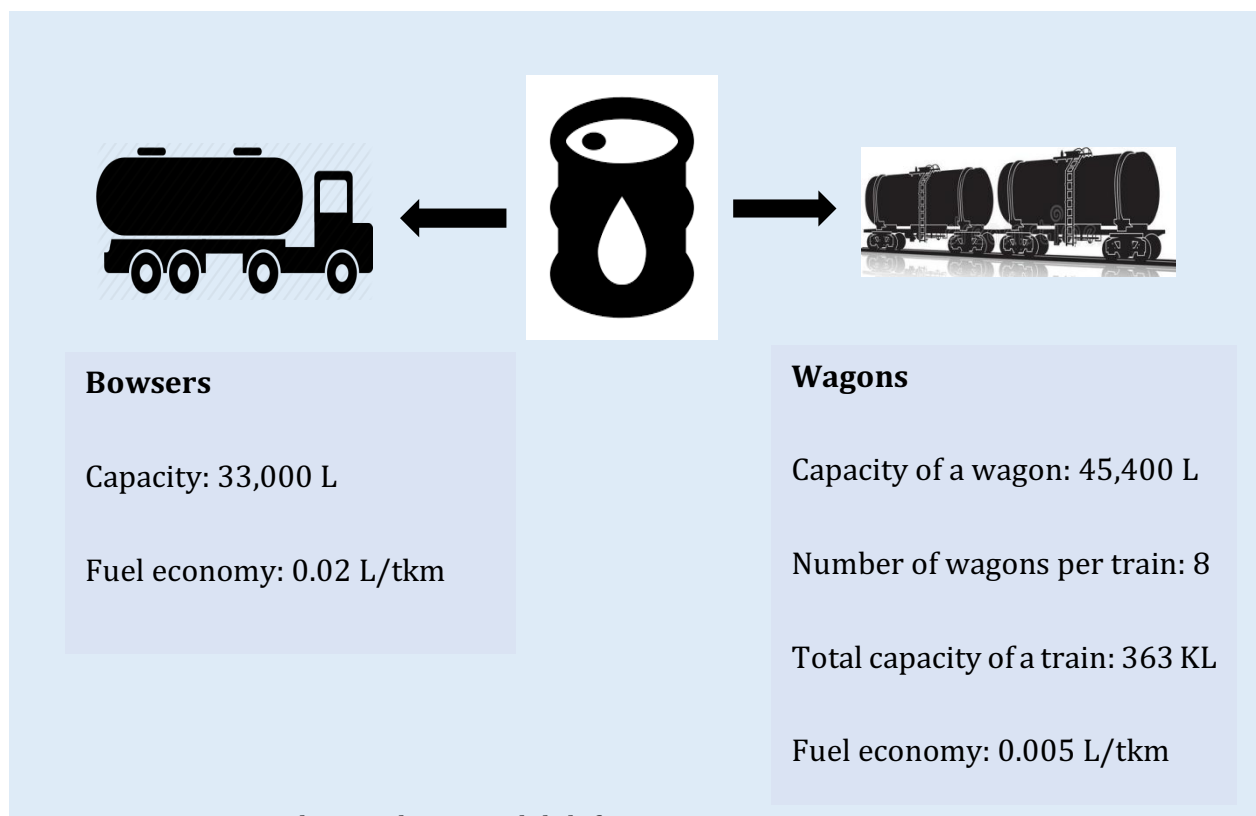 Bowsers
Capacity: 33,000 L
Fuel economy: 0.02 L/tkm
Wagons
Capacity of a wagon: 45,400 L
Number of wagons per train: 8
Total capacity of a train: 363 KL
Fuel economy: 0.005 L/tkm